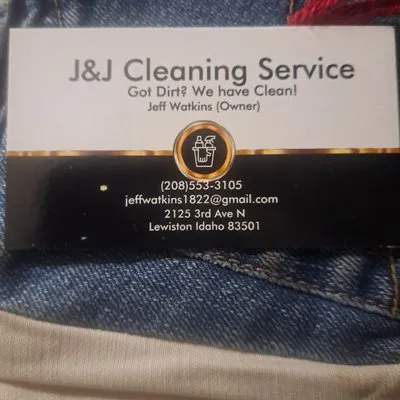 J&J Cleaning Service
Got Dirt? We have Clean!
Jeff Watkins (Owner)
(208)553-3105
jeffwatkins1822@gmail.com
2125 3rd Ave N
Lewiston Idaho 83501